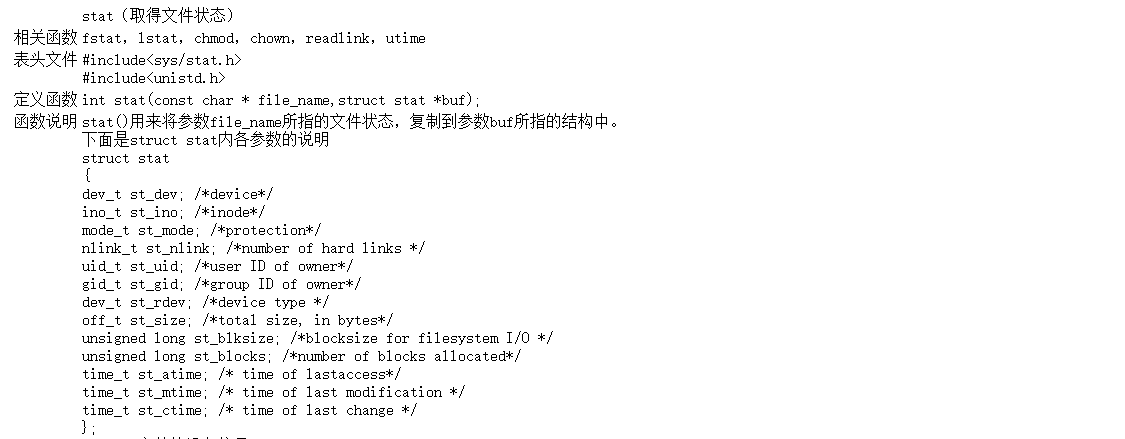 stat（取得文件状态）
相关函数 fstat，lstat，chmod，chown，readlink，utime
表头文件 #include<sys/stat.h>
#include<unistd.h>
定义函数 int stat(const char * file_name,struct stat *buf);
函数说明 stat()用来将参数file_name所指的文件状态，复制到参数buf所指的结构中。
下面是struct stat内各参数的说明
struct stat
{
dev_t st_dev; /*device*/
ino_t st_ino; /*inode*/
mode_t st_mode; /*protection*/
nlink_t st_nlink; /*number of hard links */
uid_t st_uid; /*user ID of owner*/
gid_t st_gid; /*group ID of owner*/
dev_t st_rdev; /*device type */
off_t st_size; /*total size, in bytes*/
unsigned long st_blksize; /*blocksize for filesystem I/O */
unsigned long st_blocks; /*number of blocks allocated*/
time_t st_atime; /* time of lastaccess*/
time_t st_mtime; /* time of last modification */
time_t st_ctime; /* time of last change */
};